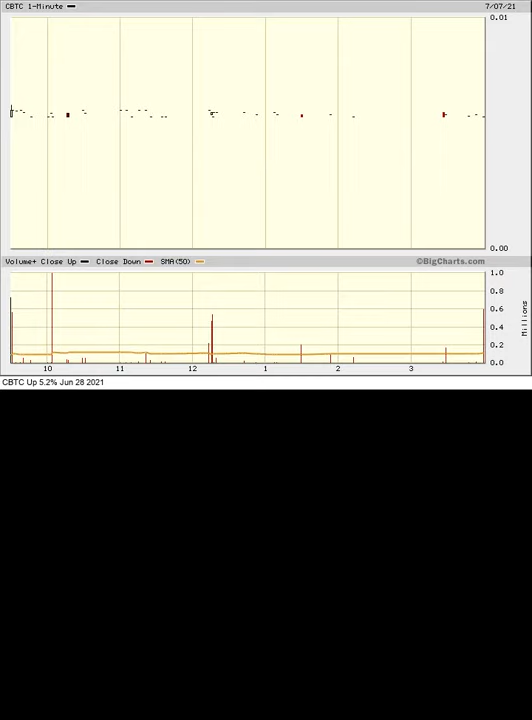 CBTC 1-Minute 7/07/21
0.01
0.00
Volume+ Close Up Close Down SMA(50) ©BigCharts.com
1.0
0.8
0.6
0.4
0.2
0.0
Millions
10 11 12 1 2 3
CBTC Up 5.2% Jun 28 2021